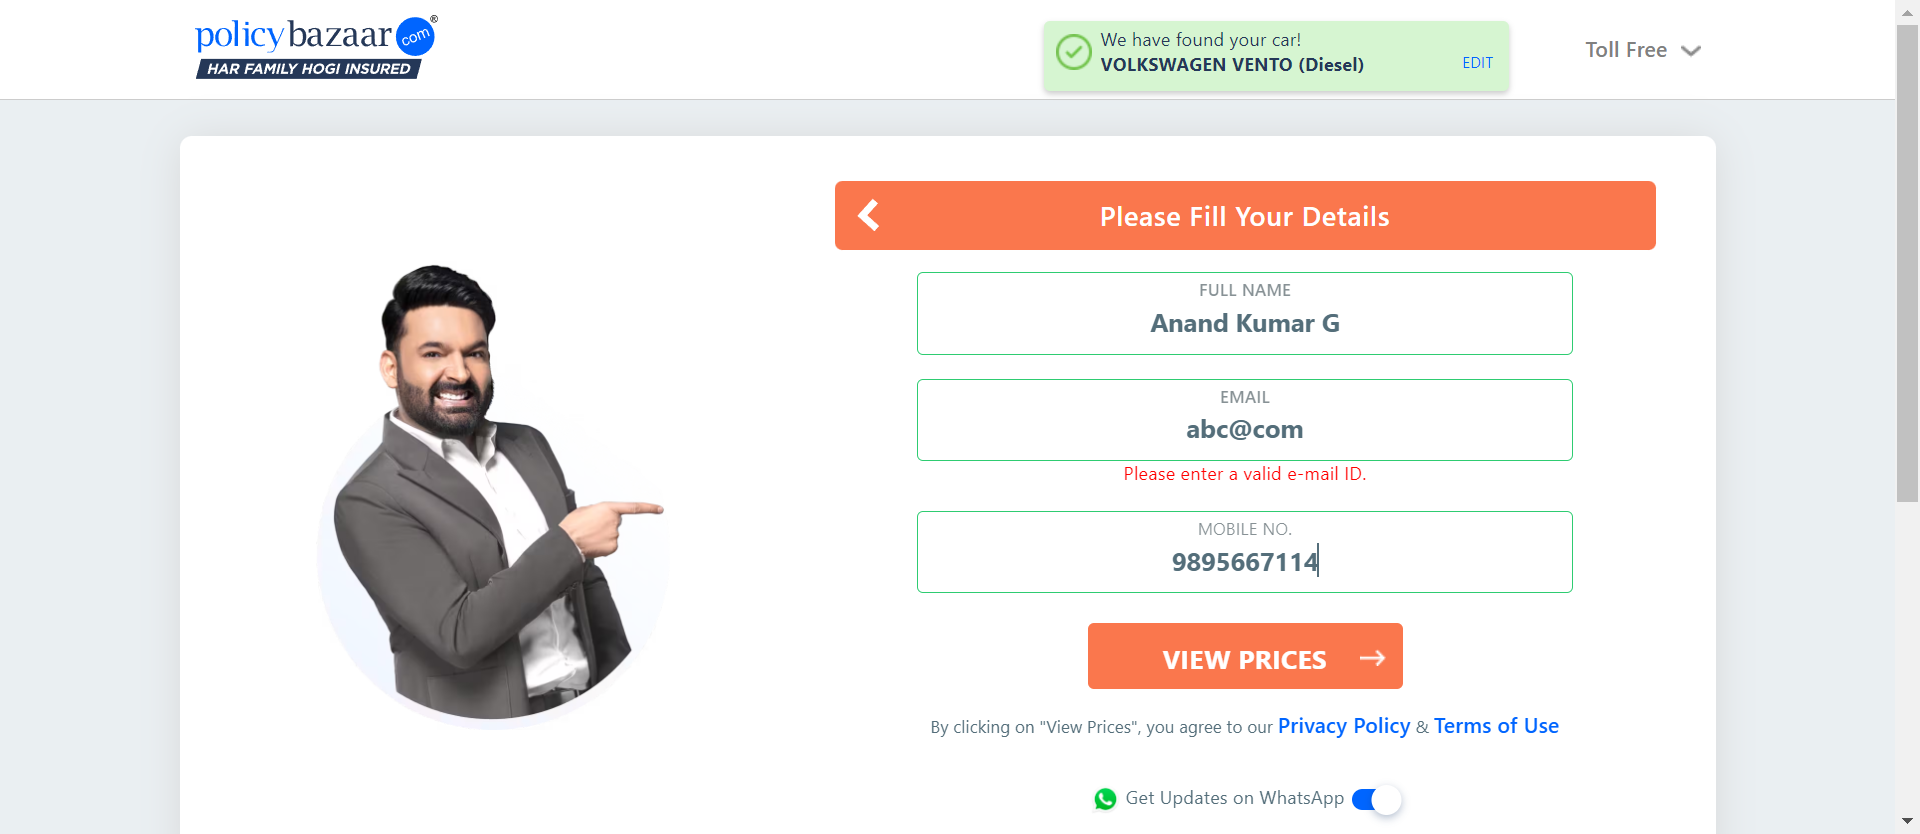 policybazaar.com®
HAR FAMILY HOGI INSURED
We have found your car!
VOLKSWAGEN VENTO (Diesel)
EDIT
Toll Free
Please Fill Your Details
FULL NAME
Anand Kumar G
EMAIL
abc@com
Please enter a valid e-mail ID.
MOBILE NO.
9895667114
VIEW PRICES
By clicking on "View Prices", you agree to our Privacy Policy & Terms of Use
Get Updates on WhatsApp